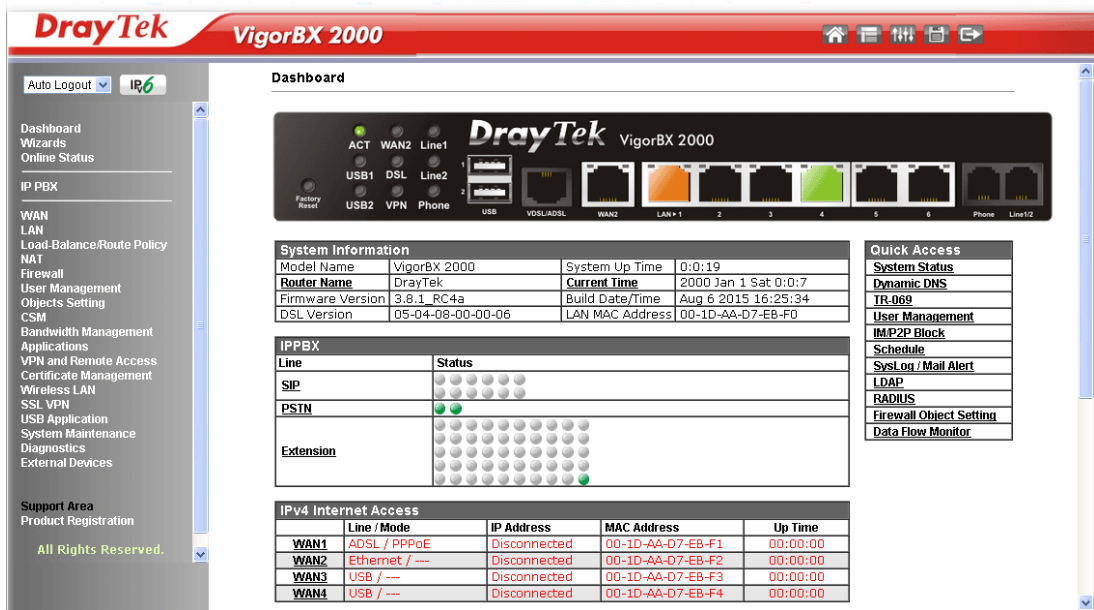 DrayTek
VigorBX 2000
Auto Logout
IPv6
Dashboard
Wizards
Online Status
IP PBX
WAN
LAN
Load-Balance/Route Policy
NAT
Firewall
User Management
Objects Setting
CSM
Bandwidth Management
Applications
VPN and Remote Access
Certificate Management
Wireless LAN
SSL VPN
USB Application
System Maintenance
Diagnostics
External Devices
Support Area
Product Registration
All Rights Reserved.
Dashboard
DrayTek VigorBX 2000
ACT WAN2 Line1
USB1 DSL Line2
USB2 VPN Phone
Factory Reset
1
2
USB VDSL/ADSL WAN2 LAN 1 2 3 4 5 6 Phone Line1/2
System Information
Model Name VigorBX 2000 System Up Time 0:0:19
Router Name DrayTek Current Time 2000 Jan 1 Sat 0:0:7
Firmware Version 3.8.1_RC4a Build Date/Time Aug 6 2015 16:25:34
DSL Version 05-04-08-00-00-06 LAN MAC Address 00-1D-AA-D7-EB-F0
IPPBX
Line Status
SIP
PSTN
Extension
IPv4 Internet Access
Line / Mode IP Address MAC Address Up Time
WAN1 ADSL / PPPoE Disconnected 00-1D-AA-D7-EB-F1 00:00:00
WAN2 Ethernet / --- Disconnected 00-1D-AA-D7-EB-F2 00:00:00
WAN3 USB / --- Disconnected 00-1D-AA-D7-EB-F3 00:00:00
WAN4 USB / --- Disconnected 00-1D-AA-D7-EB-F4 00:00:00
Quick Access
System Status
Dynamic DNS
TR-069
User Management
IM/P2P Block
Schedule
SysLog / Mail Alert
LDAP
RADIUS
Firewall Object Setting
Data Flow Monitor